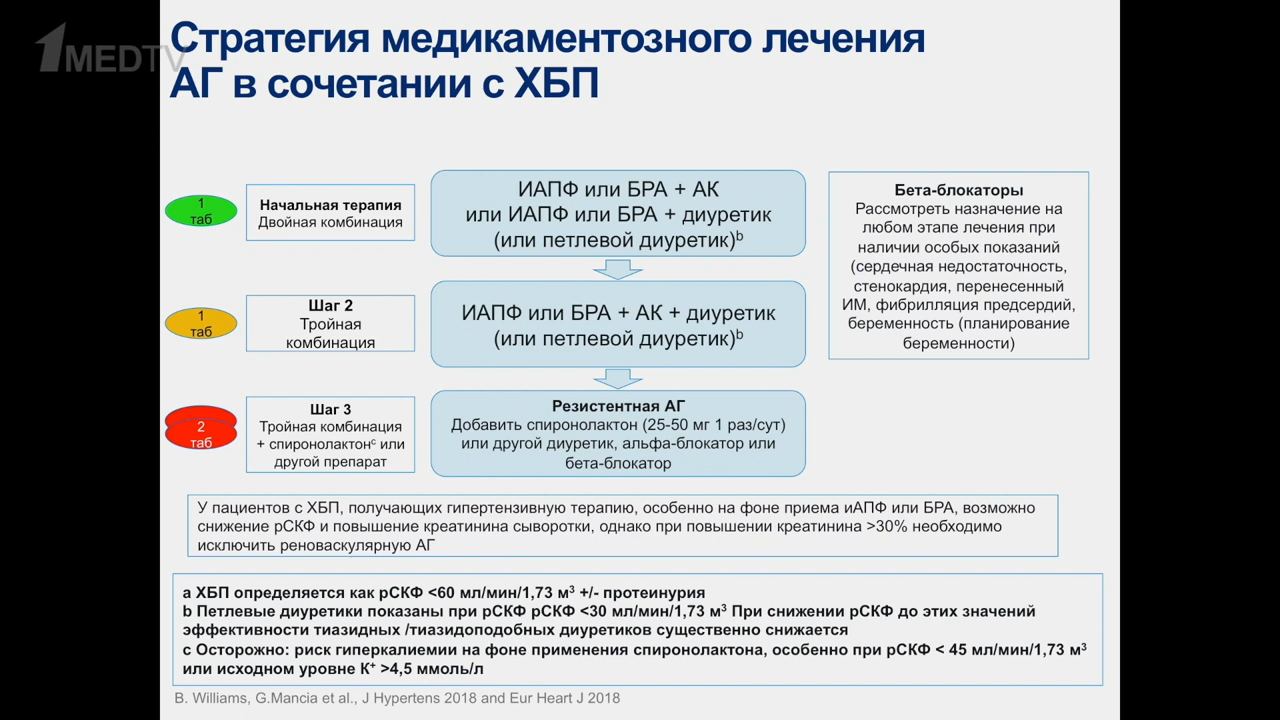 1MEDTV
Стратегия медикаментозного лечения
АГ в сочетании с ХБП
1
таб
Начальная терапия
Двойная комбинация
ИАПФ или БРА + АК
или ИАПФ или БРА + диуретик
(или петлевой диуретик)b
Бета-блокаторы
Рассмотреть назначение на
любом этапе лечения при
наличии особых показаний
(сердечная недостаточность,
стенокардия, перенесенный
ИМ, фибрилляция предсердий,
беременность (планирование
беременности)
1
таб
Шаг 2
Тройная
комбинация
ИАПФ или БРА + АК + диуретик
(или петлевой диуретик)b
2
таб
Шаг 3
Тройная комбинация
+ спиронолактонс или
другой препарат
Резистентная АГ
Добавить спиронолактон (25-50 мг 1 раз/сут)
или другой диуретик, альфа-блокатор или
бета-блокатор
У пациентов с ХБП, получающих гипертензивную терапию, особенно на фоне приема иАПФ или БРА, возможно
снижение рСКФ и повышение креатинина сыворотки, однако при повышении креатинина >30% необходимо
исключить реноваскулярную АГ
а ХБП определяется как рСКФ <60 мл/мин/1,73 м3 +/- протеинурия
b Петлевые диуретики показаны при рСКФ рСКФ <30 мл/мин/1,73 м3 При снижении рСКФ до этих значений
эффективности тиазидных /тиазидоподобных диуретиков существенно снижается
с Осторожно: риск гиперкалиемии на фоне применения спиронолактона, особенно при рСКФ < 45 мл/мин/1,73 м3
или исходном уровне К+ >4,5 ммоль/л
B. Williams, G.Mancia et al., J Hypertens 2018 and Eur Heart J 2018